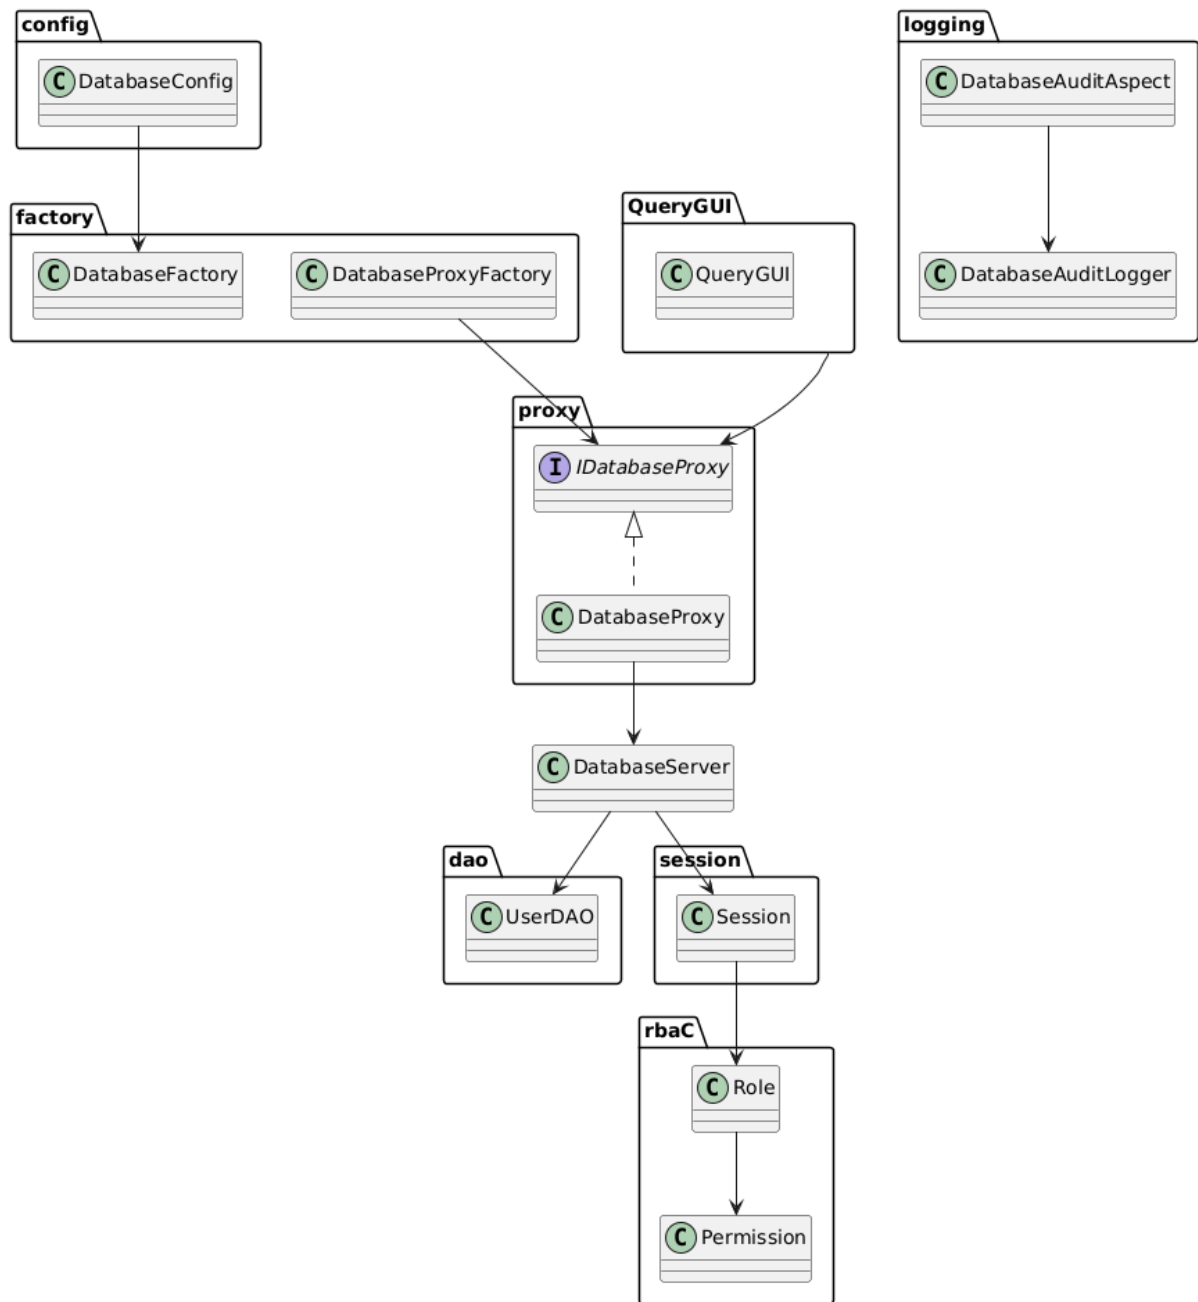 config
C DatabaseConfig
logging
C DatabaseAuditAspect
factory
C DatabaseFactory
C DatabaseProxyFactory
QueryGUI
C QueryGUI
C DatabaseAuditLogger
proxy
I IDatabaseProxy
C DatabaseProxy
C DatabaseServer
dao
C UserDAO
session
C Session
rbaC
C Role
C Permission